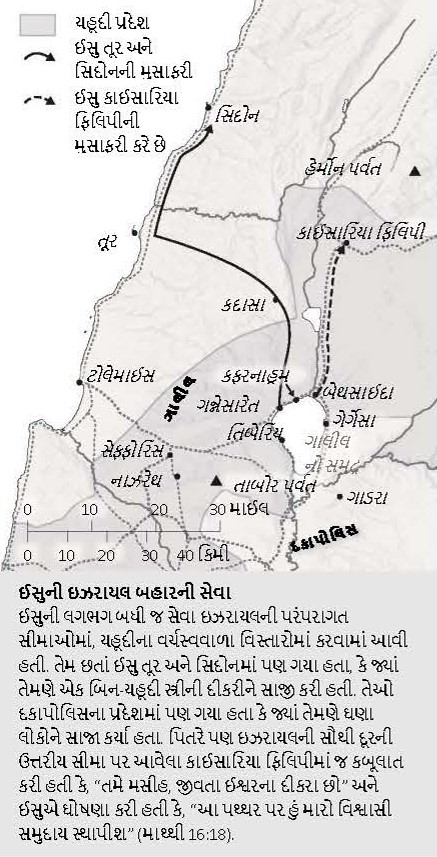 યહૂદી પ્રદેશ
ઈસુ તૂર અને
સિદોનની મુસાફરી
ઈસુ કાઈસારિયા
ફિલિપીની
મુસાફરી કરે છે
સિદોન
હેર્મોન પર્વત
કાઈસારિયા ફિલિપી
તૂર
કદાસા
ટોલેમાઈસ
ગાલીલ
કફરનાહૂમ
બેથસાઈદા
ગન્નેસારેત
ગેર્ગેસા
તિબેરિય
ગાલીલ
નો સમુદ્ર
સેફ્ફોરિસ
નાઝરેથ
તાબોર પર્વત
ગાદરા
દકાપોલિસ
0 10 20 30 માઈલ
0 10 20 30 40 કિમી
ઈસુની ઇઝરાયલ બહારની સેવા
ઈસુની લગભગ બધી જ સેવા ઇઝરાયલની પરંપરાગત
સીમાઓમાં, યહૂદીના વર્ચસ્વવાળા વિસ્તારોમાં કરવામાં આવી
હતી. તેમ છતાં ઈસુ તૂર અને સિદોનમાં પણ ગયા હતા, કે જ્યાં
તેમણે એક બિન-યહૂદી સ્ત્રીની દીકરીને સાજી કરી હતી. તેઓ
દકાપોલિસના પ્રદેશમાં પણ ગયા હતા કે જ્યાં તેમણે ઘણા
લોકોને સાજા કર્યા હતા. પિતરે પણ ઇઝરાયલની સૌથી દૂરની
ઉત્તરીય સીમા પર આવેલા કાઈસારિયા ફિલિપીમાં જ કબૂલાત
કરી હતી કે, “તમે મસીહ, જીવતા ઈશ્વરના દીકરા છો” અને
ઈસુએ ઘોષણા કરી હતી કે, “આ પથ્થર પર હું મારો વિશ્વાસી
સમુદાય સ્થાપીશ” (માથ્થી 16:18).